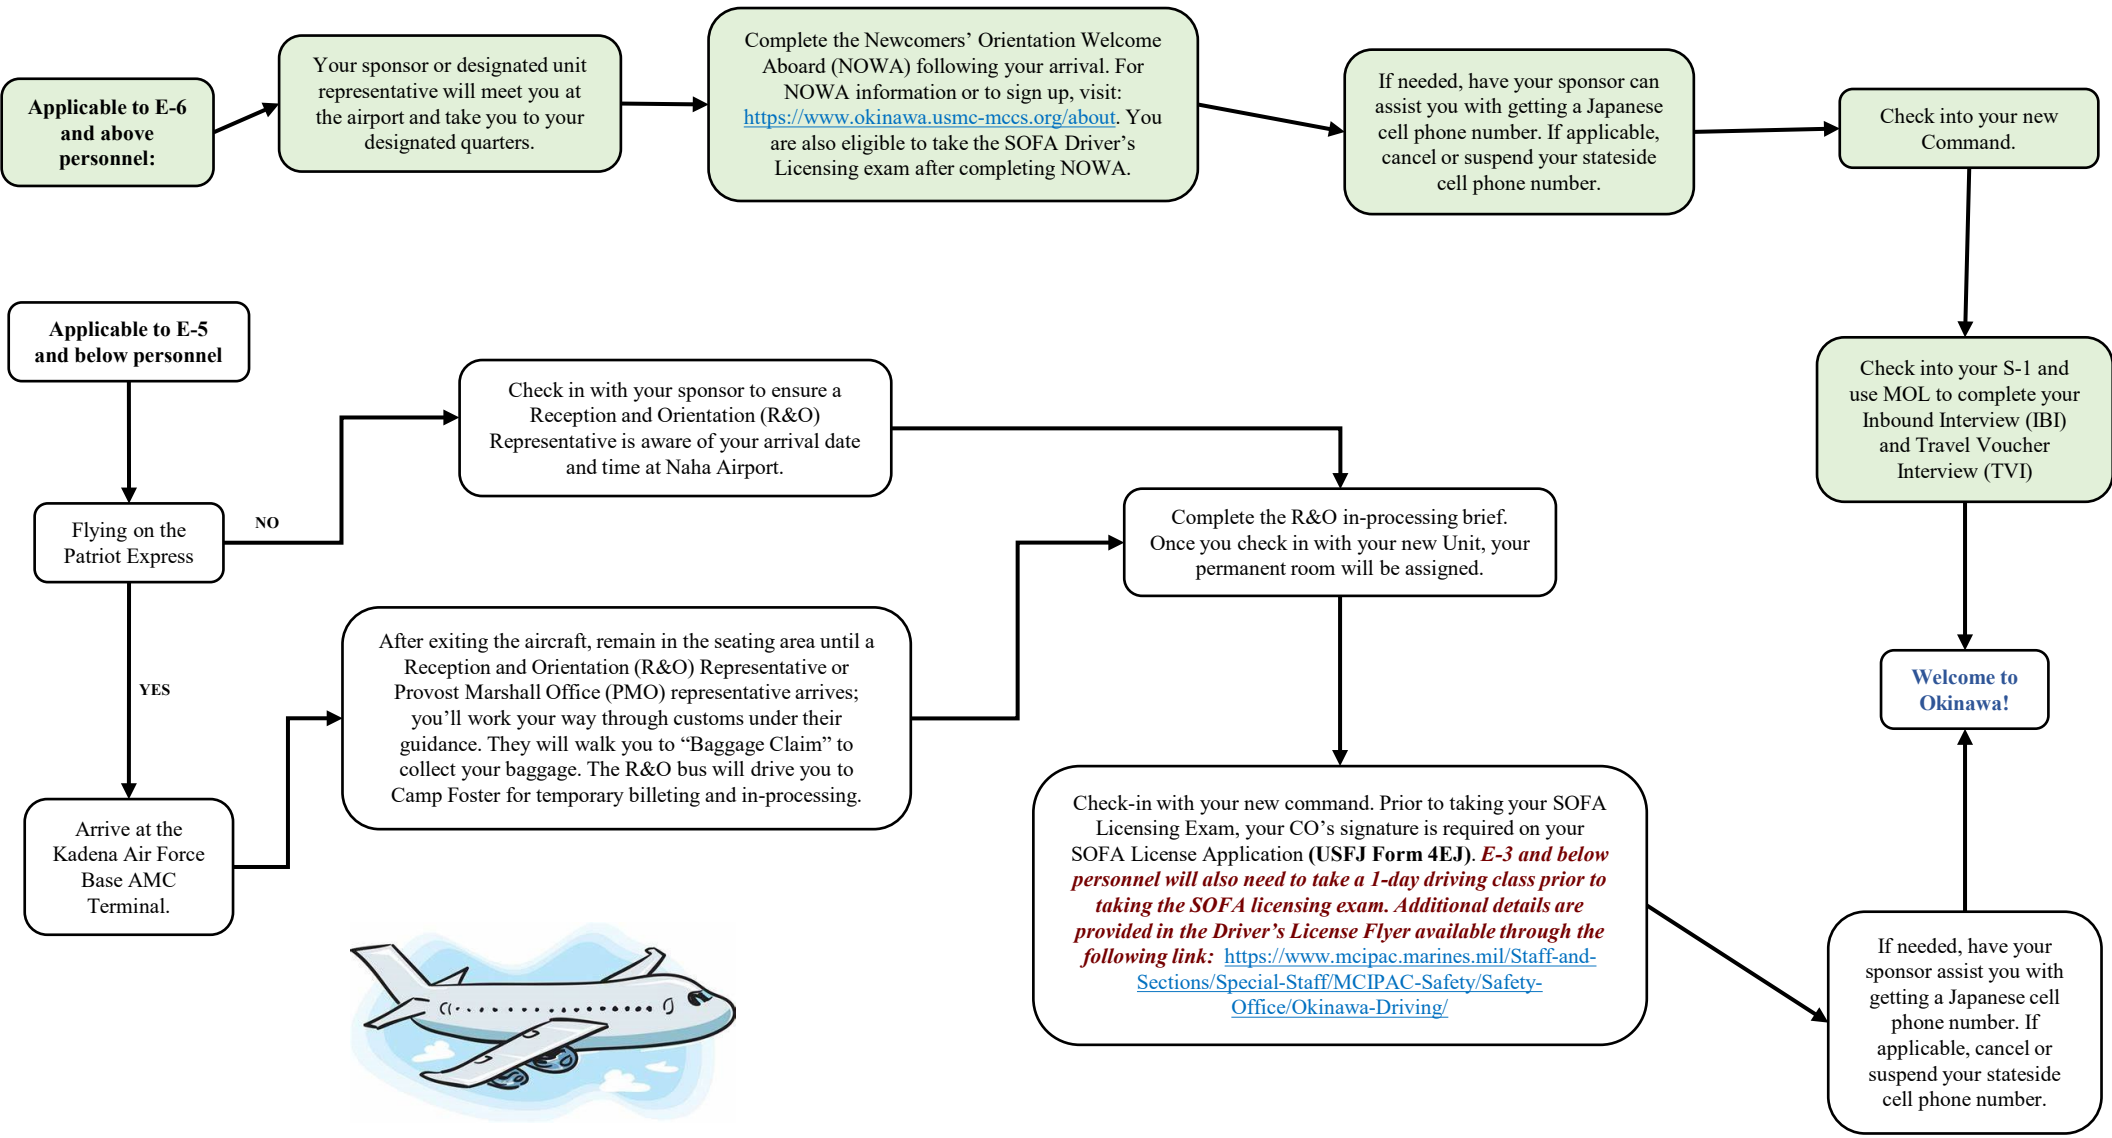 Applicable to E-6
and above
personnel:
Your sponsor or designated unit
representative will meet you at
the airport and take you to your
designated quarters.
Complete the Newcomers’ Orientation Welcome
Aboard (NOWA) following your arrival. For
NOWA information or to sign up, visit:
https://www.okinawa.usmc-mccs.org/about. You
are also eligible to take the SOFA Driver’s
Licensing exam after completing NOWA.
If needed, have your sponsor can
assist you with getting a Japanese
cell phone number. If applicable,
cancel or suspend your stateside
cell phone number.
Check into your new
Command.
Check into your S-1 and
use MOL to complete your
Inbound Interview (IBI)
and Travel Voucher
Interview (TVI)
Applicable to E-5
and below personnel
Flying on the
Patriot Express
NO
YES
Check in with your sponsor to ensure a
Reception and Orientation (R&O)
Representative is aware of your arrival date
and time at Naha Airport.
Arrive at the
Kadena Air Force
Base AMC
Terminal.
After exiting the aircraft, remain in the seating area until a
Reception and Orientation (R&O) Representative or
Provost Marshall Office (PMO) representative arrives;
you’ll work your way through customs under their
guidance. They will walk you to “Baggage Claim” to
collect your baggage. The R&O bus will drive you to
Camp Foster for temporary billeting and in-processing.
Complete the R&O in-processing brief.
Once you check in with your new Unit, your
permanent room will be assigned.
Check-in with your new command. Prior to taking your SOFA
Licensing Exam, your CO’s signature is required on your
SOFA License Application (USFJ Form 4EJ). E-3 and below
personnel will also need to take a 1-day driving class prior to
taking the SOFA licensing exam. Additional details are
provided in the Driver’s License Flyer available through the
following link: https://www.mcipac.marines.mil/Staff-and-
Sections/Special-Staff/MCIPAC-Safety/Safety-
Office/Okinawa-Driving/
If needed, have your
sponsor assist you with
getting a Japanese cell
phone number. If
applicable, cancel or
suspend your stateside
cell phone number.
Welcome to
Okinawa!